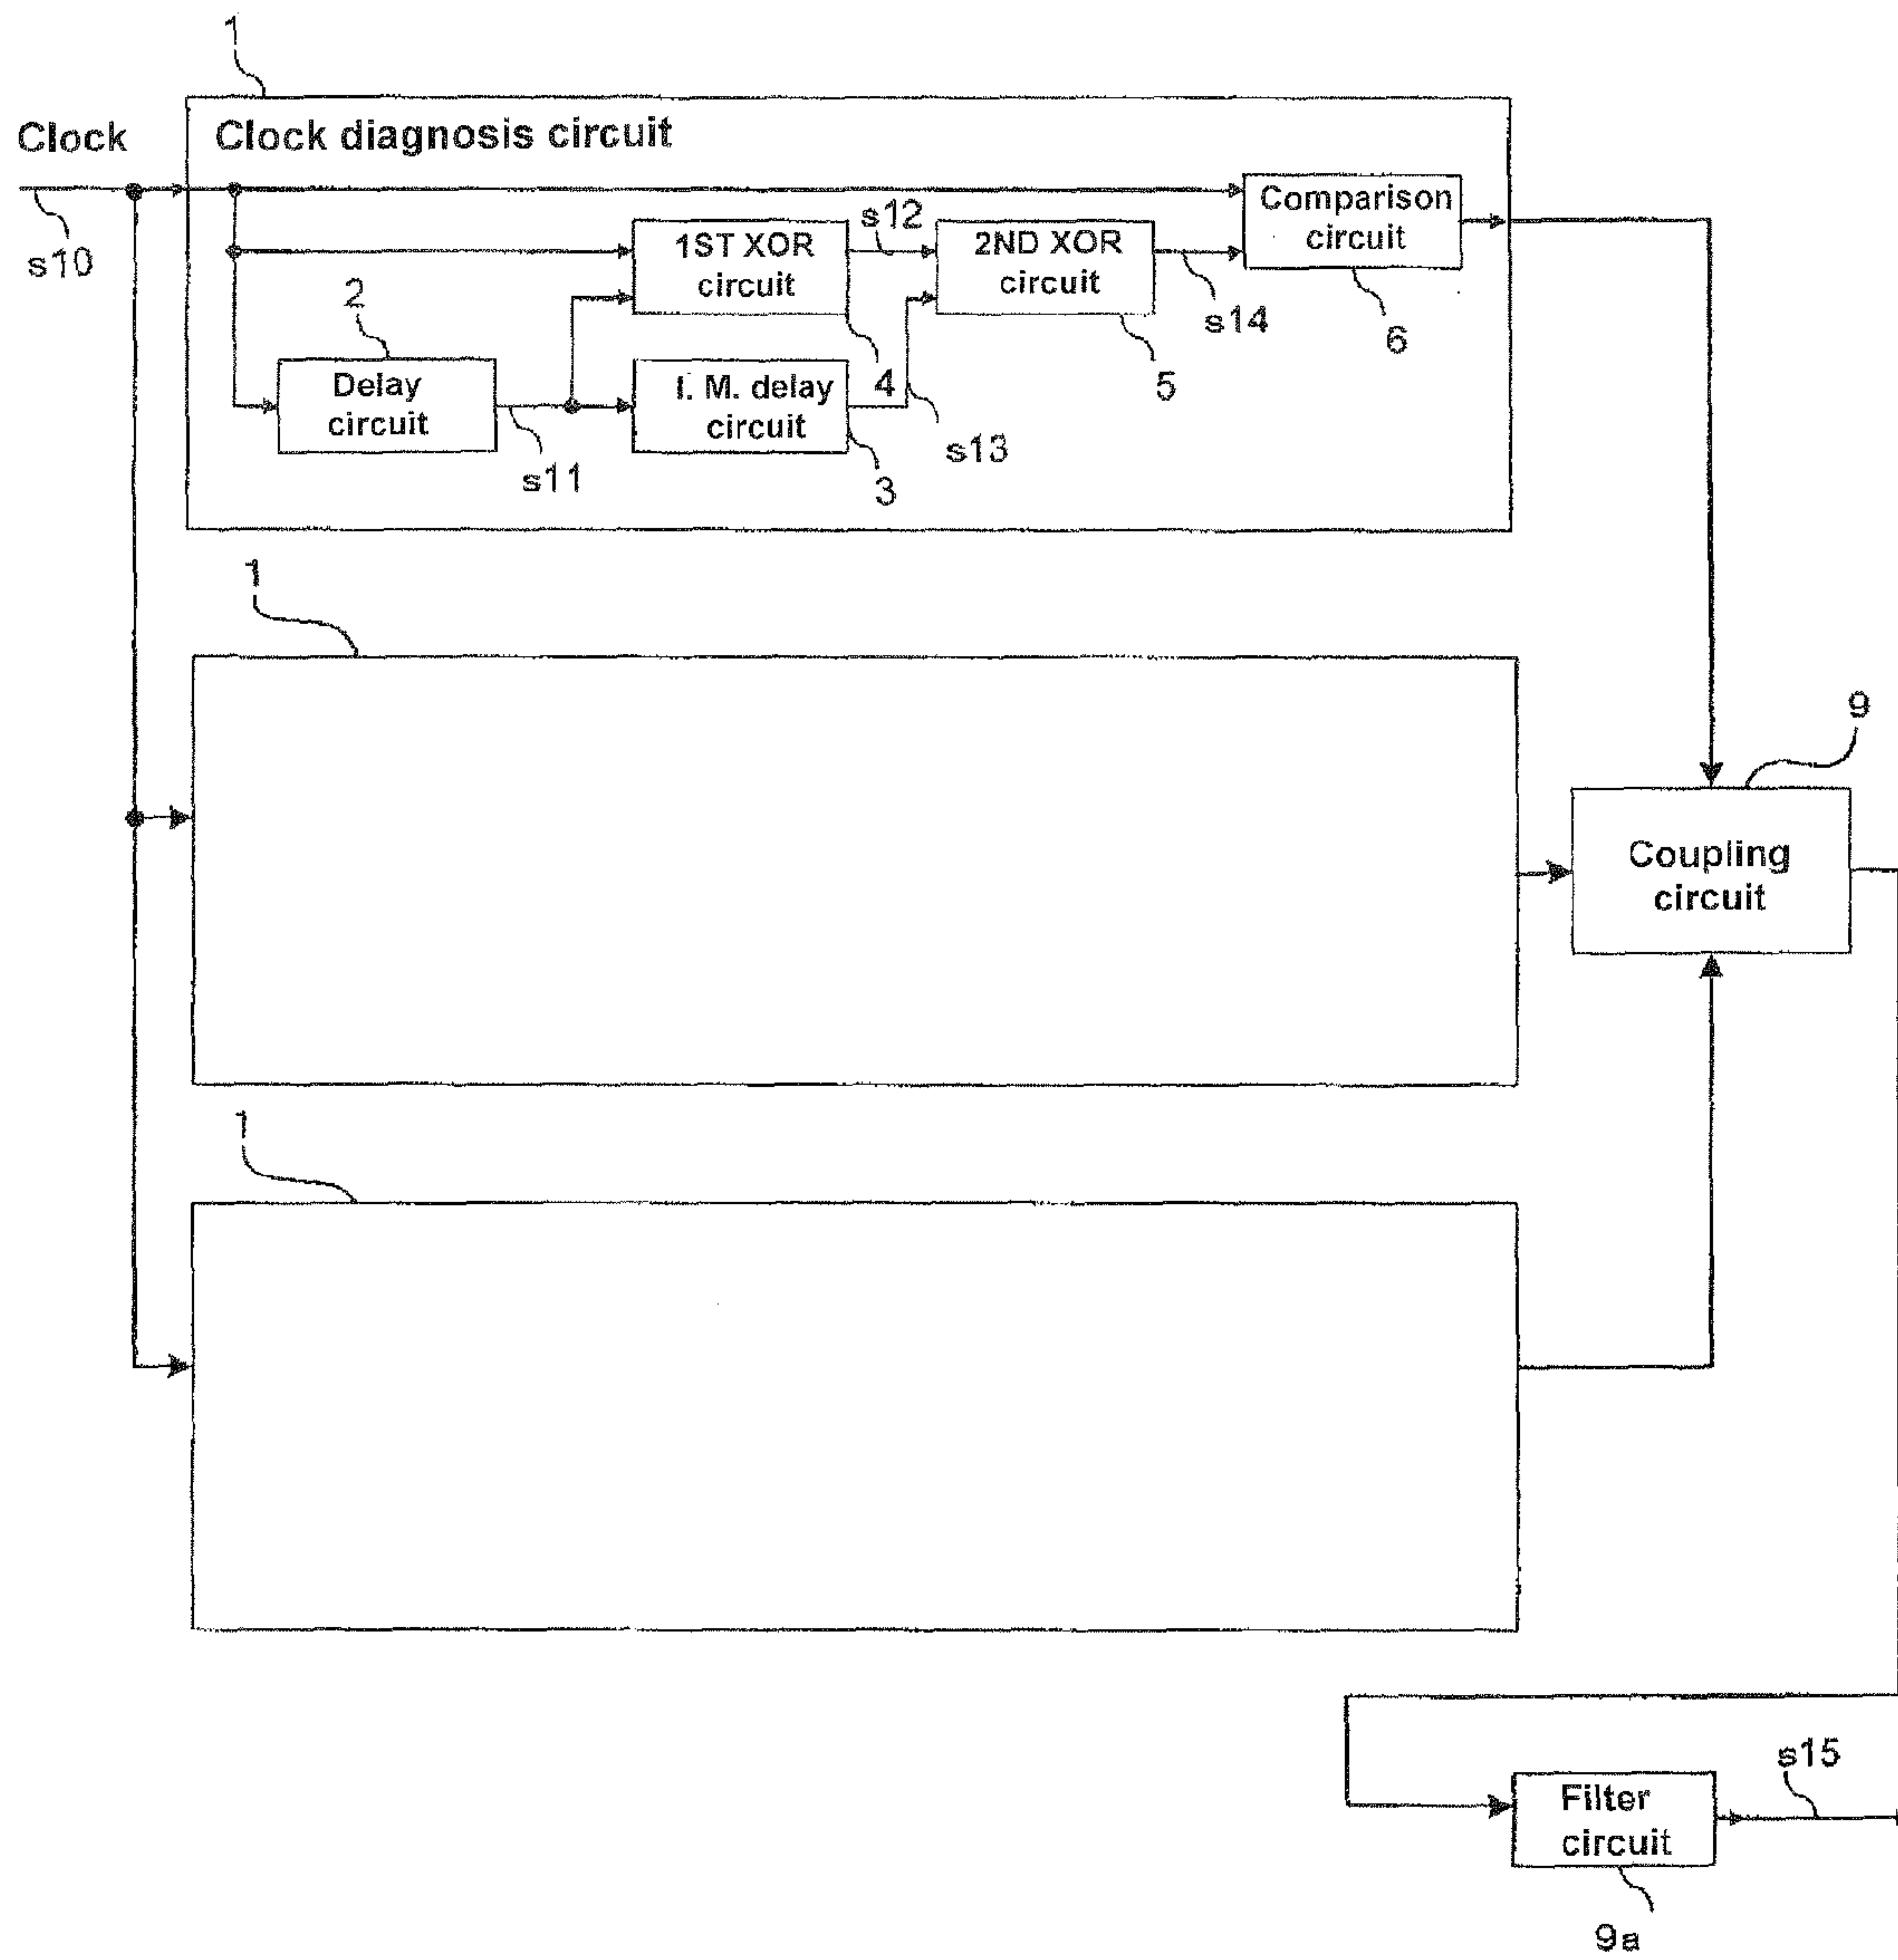 1
Clock
Clock diagnosis circuit
s10
Comparison
circuit
6
s12
1ST XOR
circuit
4
2ND XOR
circuit
5
s14
2
Delay
circuit
s11
I. M. delay
circuit
3
s13
1
9
Coupling
circuit
1
s15
Filter
circuit
9a